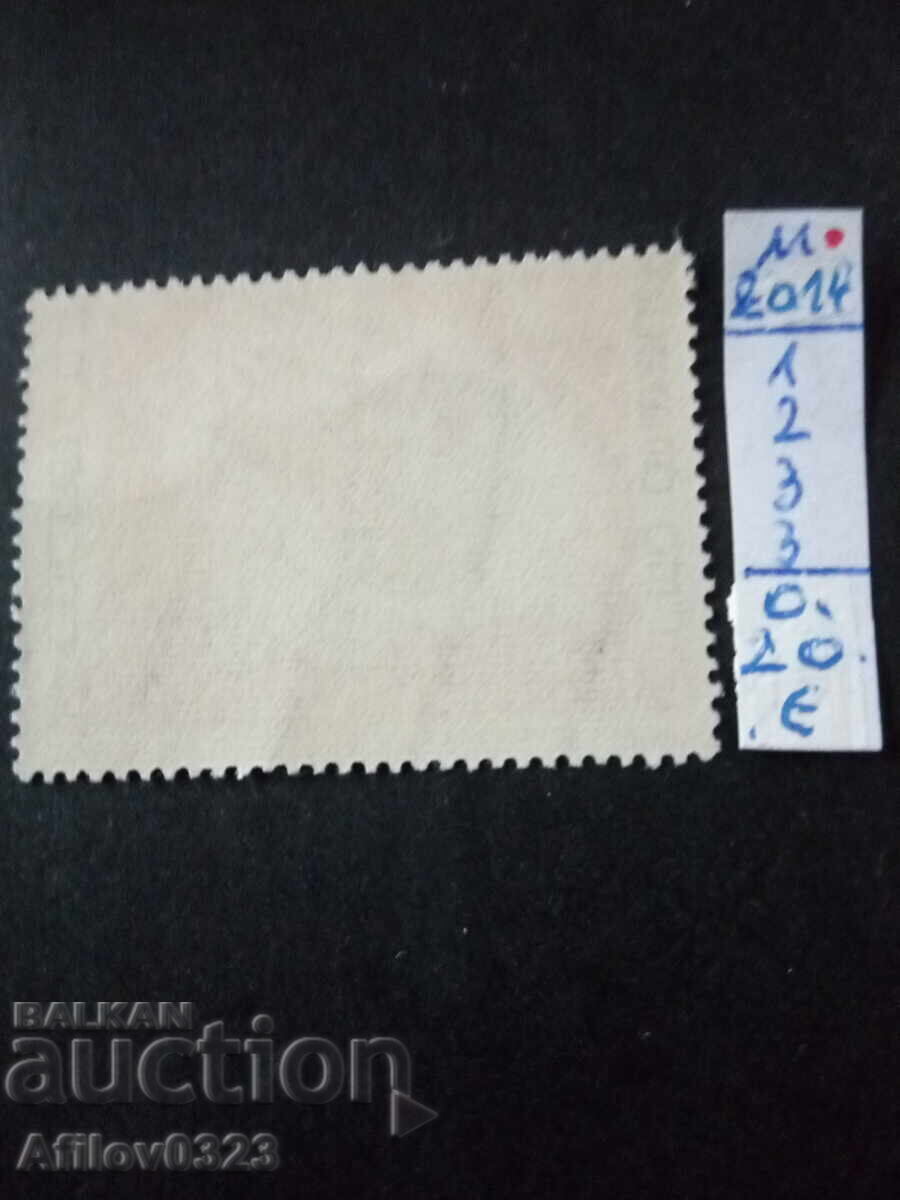 М.
2014
1
2
3
3
0,
20.
.€
BALKAN
auction
Afilov0323